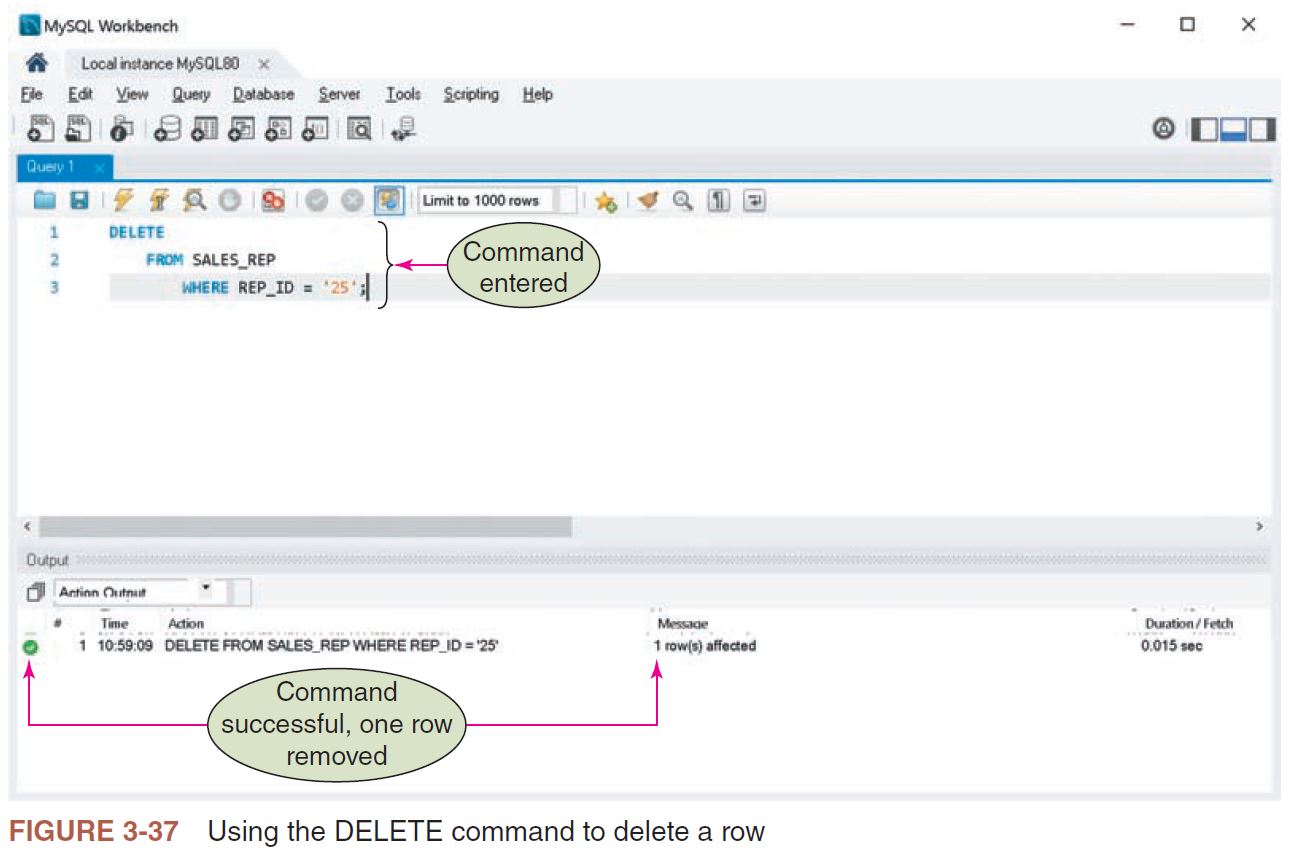 MySQL Workbench
Local instance MySQL80
File Edit View Query Database Server Tools Scripting Help
Query 1
Limit to 1000 rows
1 DELETE
2 FROM SALES_REP
3 WHERE REP_ID = '25';
Command
entered
Output
Action Output
# Time Action Message Duration / Fetch
1 10:59:09 DELETE FROM SALES_REP WHERE REP_ID = '25' 1 row(s) affected 0.015 sec
Command
successful, one row
removed
FIGURE 3-37 Using the DELETE command to delete a row